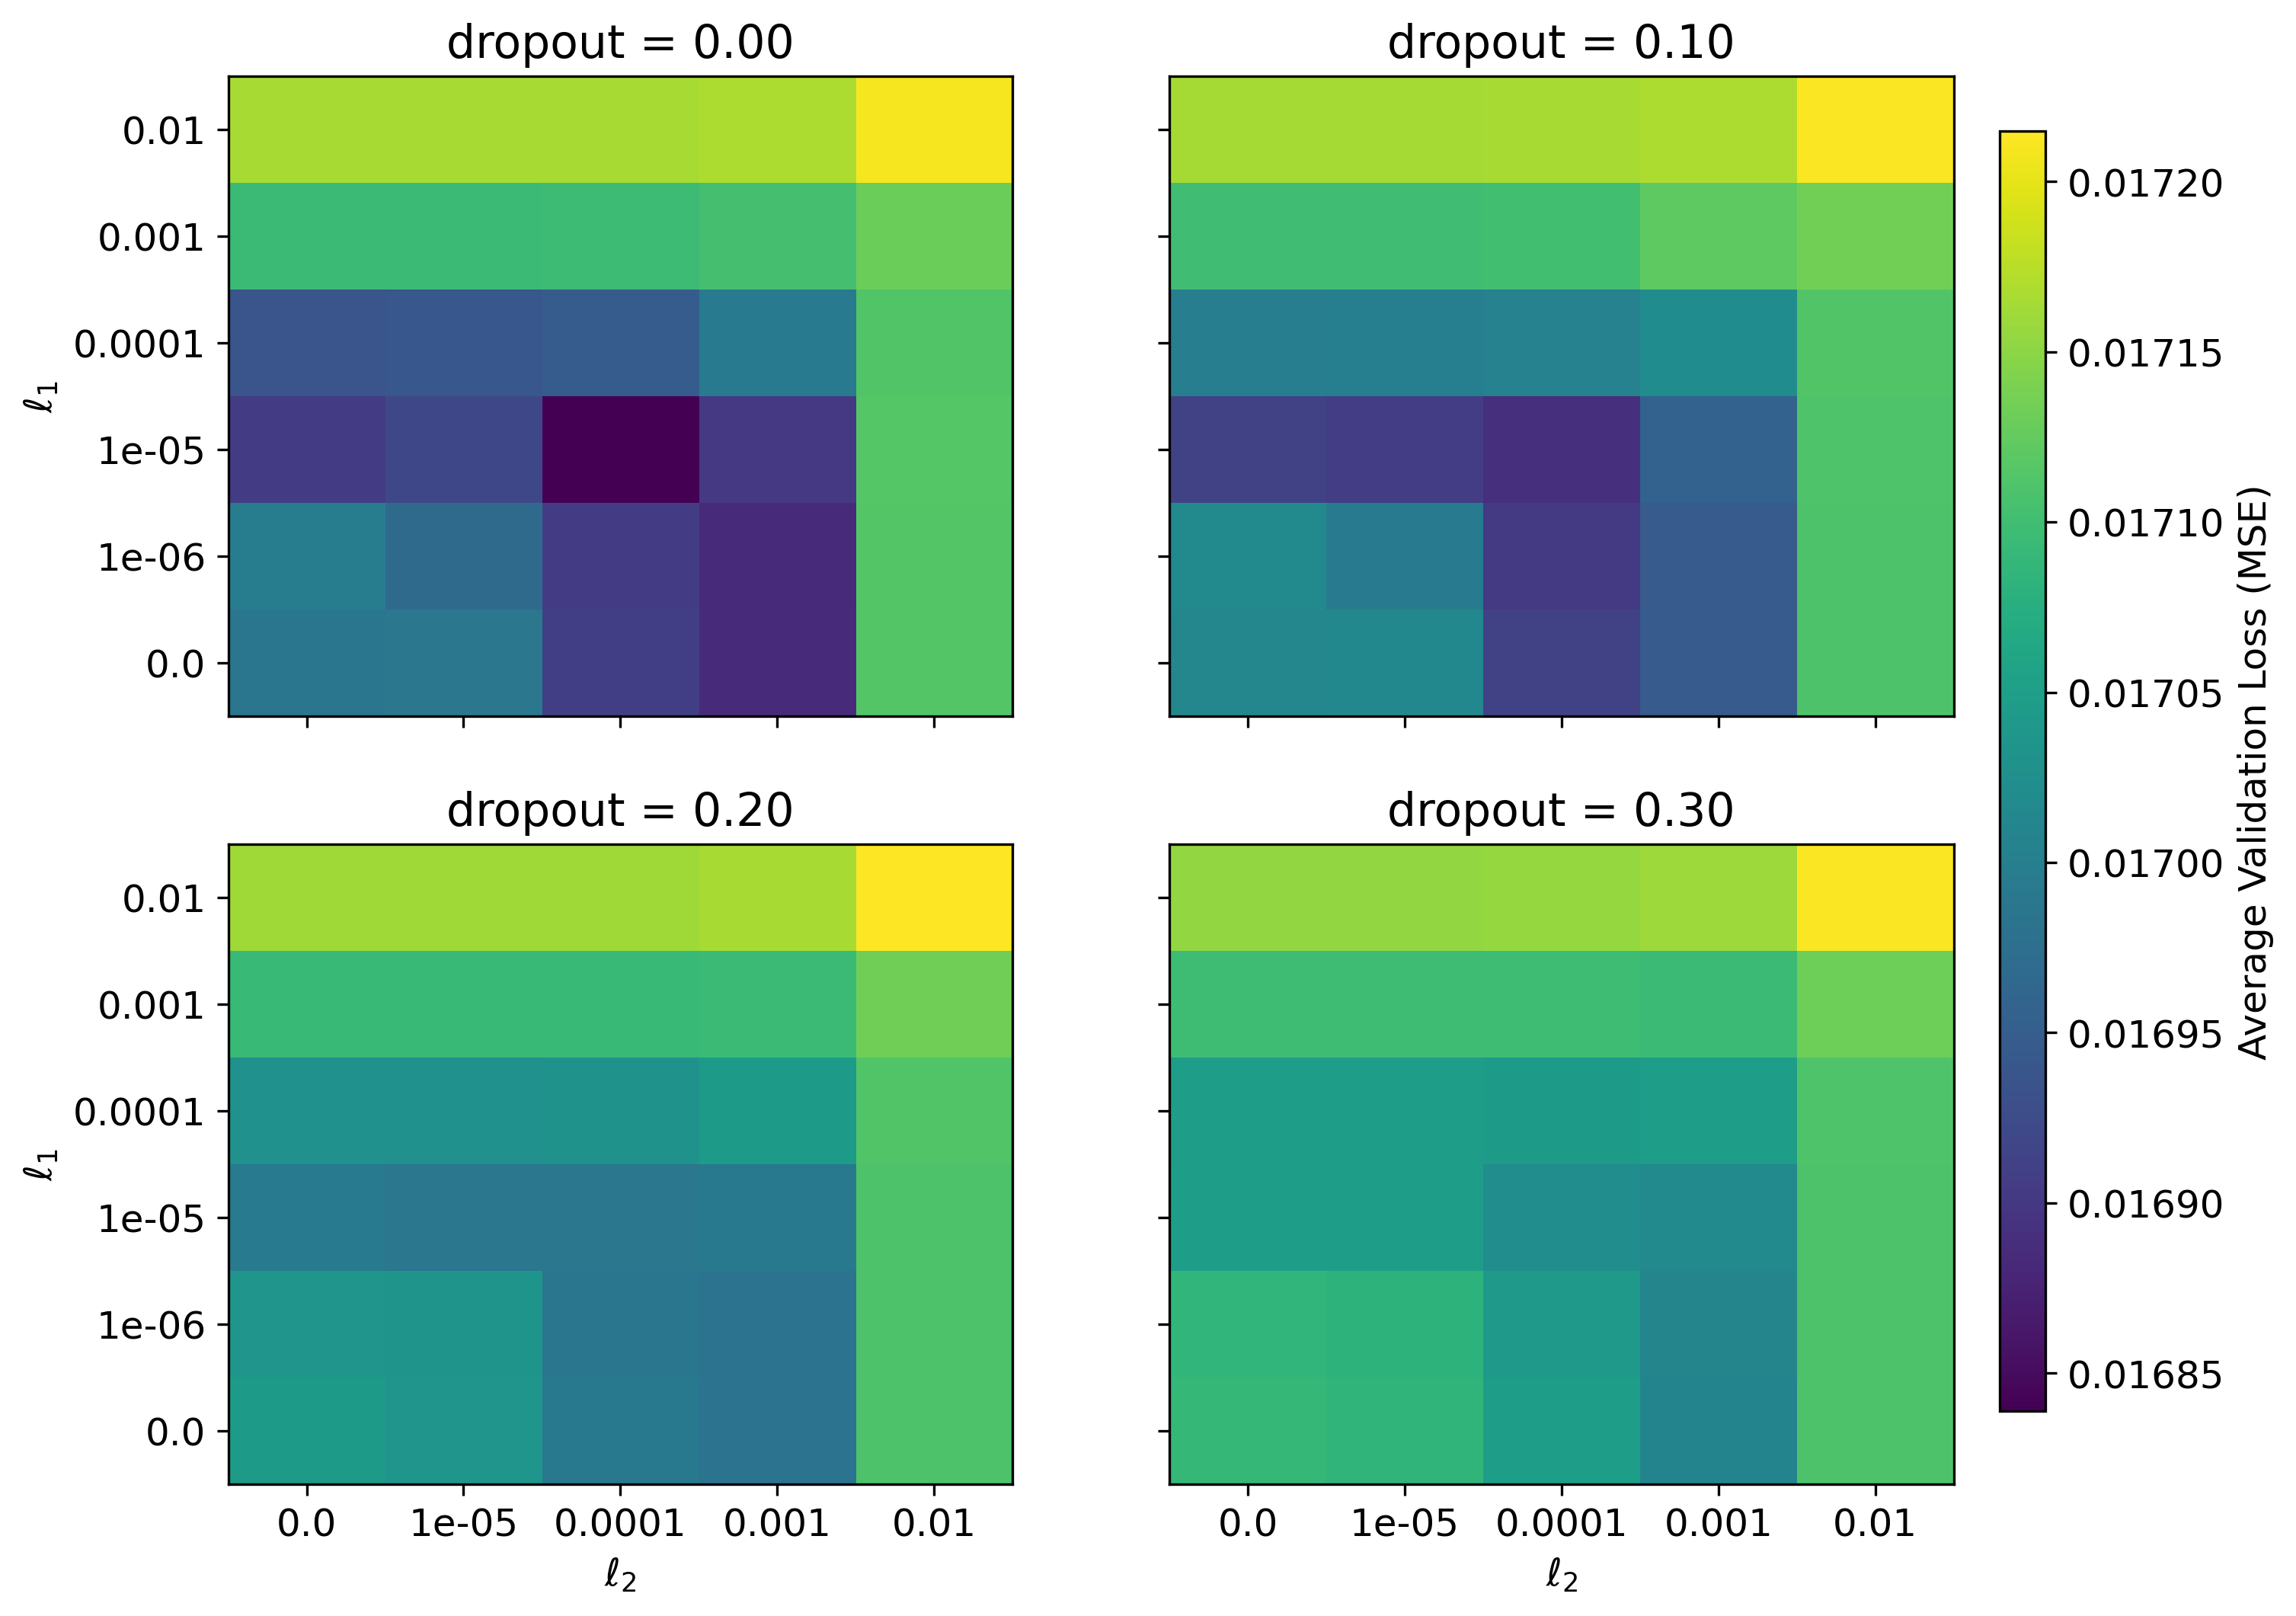 dropout = 0.00
dropout = 0.10
0.01
0.001
0.0001
1e-05
1e-06
0.0
ℓ1
dropout = 0.20
dropout = 0.30
0.01
0.001
0.0001
1e-05
1e-06
0.0
ℓ1
0.0 1e-05 0.0001 0.001 0.01
ℓ2
0.0 1e-05 0.0001 0.001 0.01
ℓ2
0.01720
0.01715
0.01710
0.01705
0.01700
0.01695
0.01690
0.01685
Average Validation Loss (MSE)